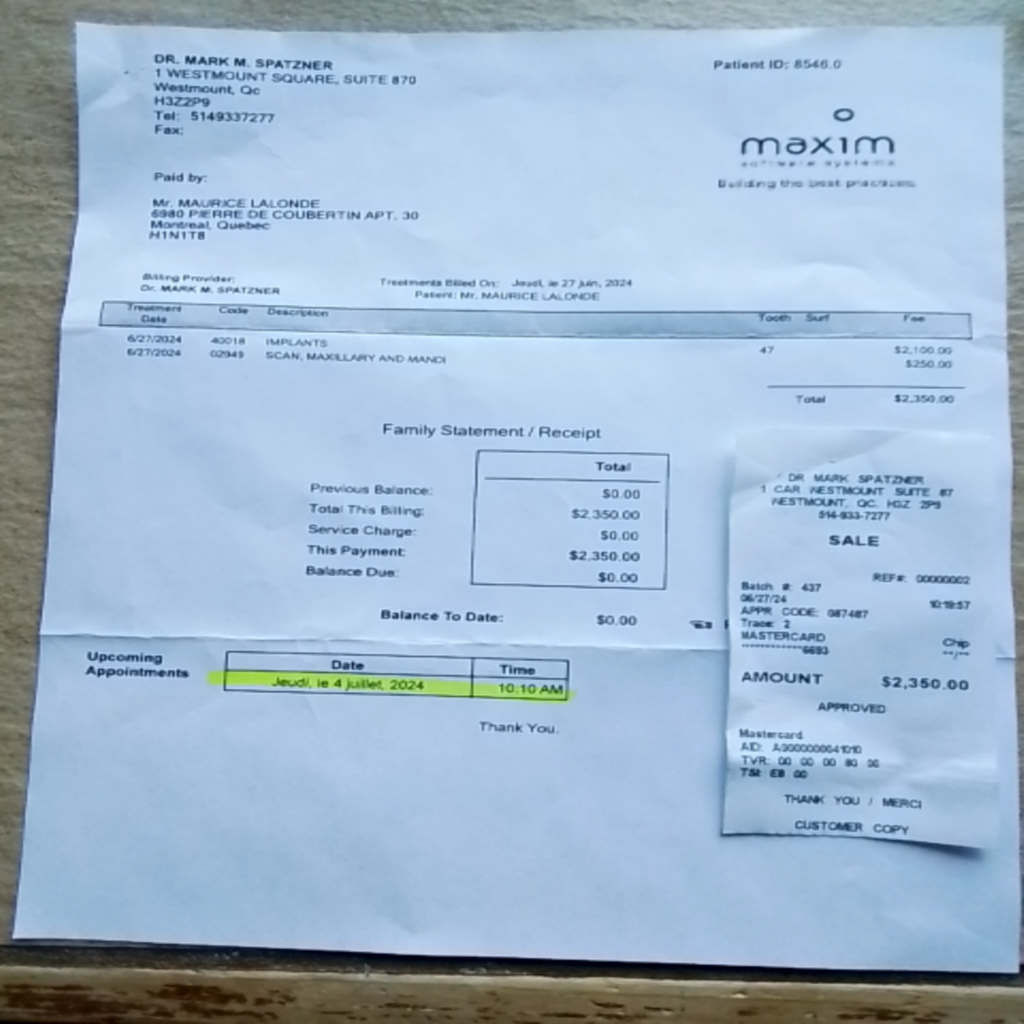 DR. MARK M. SPATZNER
1 WESTMOUNT SQUARE, SUITE 870
Westmount, Qc
H3Z2P9
Tel: 5149337277
Fax:
Patient ID: 8546.0
maxim
software systems
Building the best practices
Paid by:
Mr. MAURICE LALONDE
6980 PIERRE DE COUBERTIN APT. 30
Montreal, Quebec
H1N1T8
Billing Provider:
Dr. MARK M. SPATZNER
Treatments Billed On: Jeudi, le 27 juin, 2024
Patient: Mr. MAURICE LALONDE
Treatment Date Code Description Tooth Surf Fee
6/27/2024 40018 IMPLANTS 47 $2,100.00
6/27/2024 02949 SCAN, MAXILLARY AND MANDI $250.00
Total $2,350.00
Family Statement / Receipt
Total
Previous Balance: $0.00
Total This Billing: $2,350.00
Service Charge: $0.00
This Payment: $2,350.00
Balance Due: $0.00
Balance To Date: $0.00
Upcoming Appointments
Date Time
Jeudi, le 4 juillet, 2024 10:10 AM
Thank You.
DR MARK SPATZNER
1 CAR WESTMOUNT SUITE 87
WESTMOUNT, QC H3Z 2P9
514-933-7277
SALE
REF#: 00000002
Batch #: 437
06/27/24 10:19:57
APPR CODE: 087487
Trace: 2
MASTERCARD Chip
************6693 **/**
AMOUNT $2,350.00
APPROVED
Mastercard
AID: A0000000041010
TVR: 00 00 00 80 00
TSI: E8 00
THANK YOU / MERCI
CUSTOMER COPY